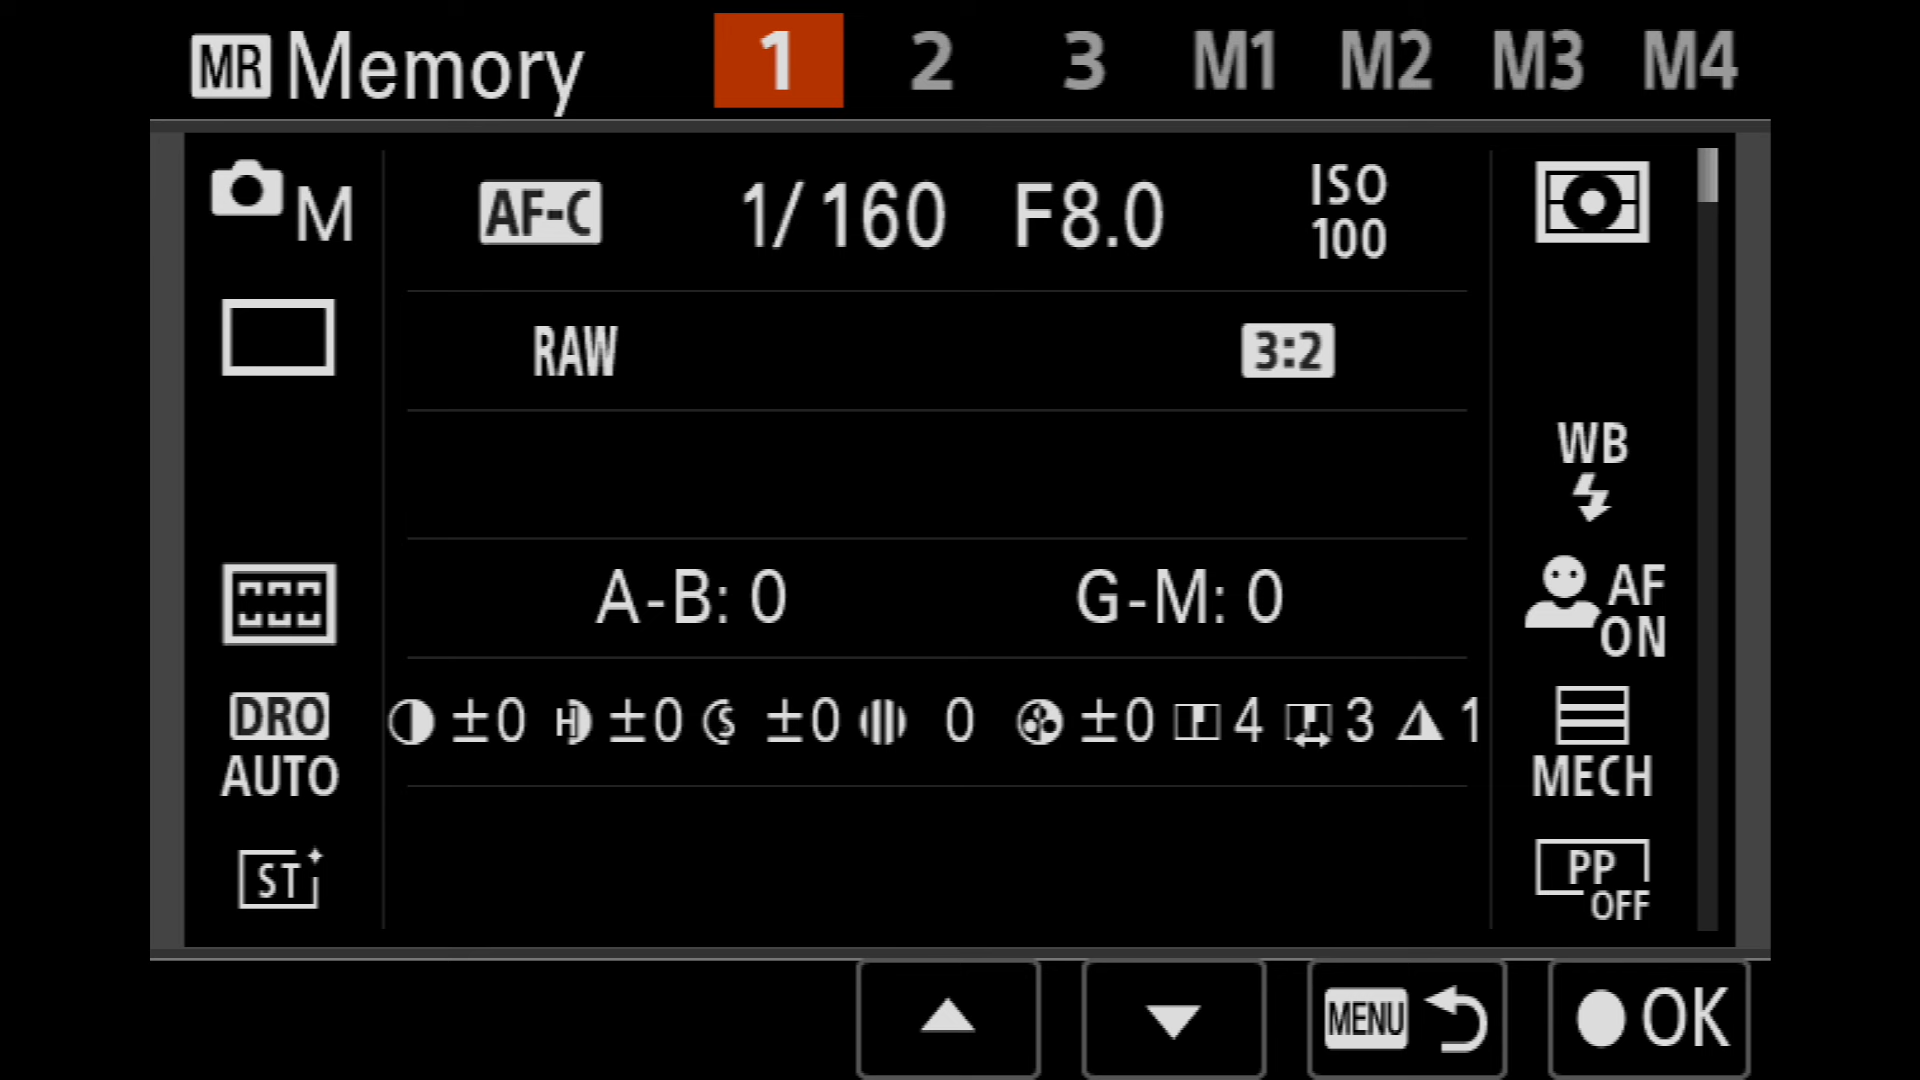 MR Memory 1 2 3 M1 M2 M3 M4
M AF-C 1/160 F8.0 ISO 100
RAW 3:2
WB
A-B: 0 G-M: 0 AF ON
DRO AUTO ±0 H ±0 S ±0 0 ±0 4 3 1 MECH
ST PP OFF
MENU OK